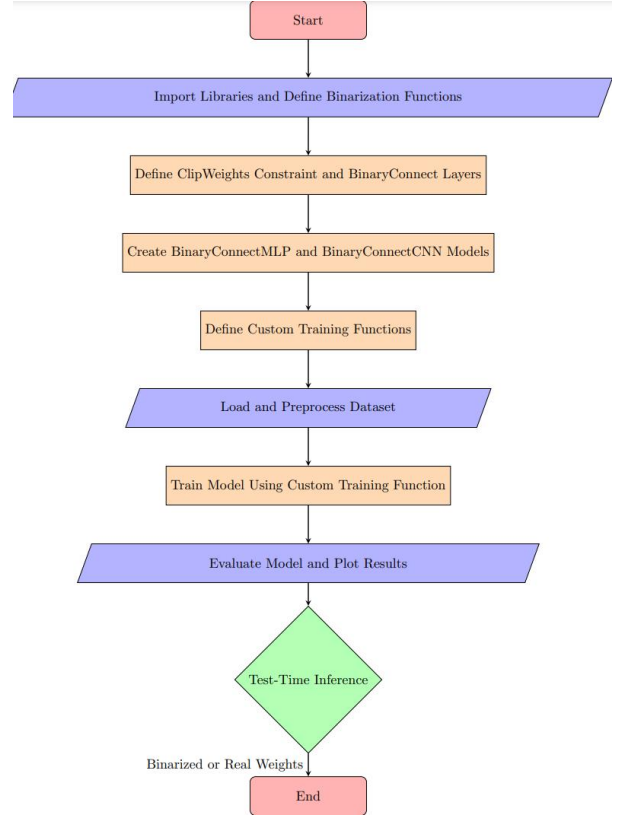 Start
Import Libraries and Define Binarization Functions
Define ClipWeights Constraint and BinaryConnect Layers
Create BinaryConnectMLP and BinaryConnectCNN Models
Define Custom Training Functions
Load and Preprocess Dataset
Train Model Using Custom Training Function
Evaluate Model and Plot Results
Test-Time Inference
Binarized or Real Weights
End